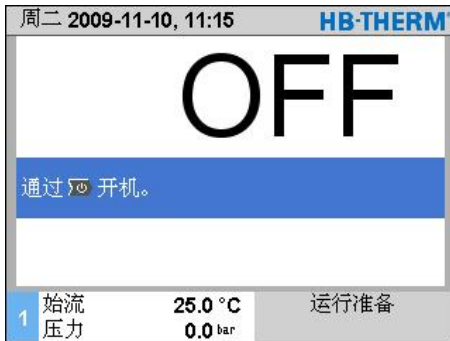 周二 2009-11-10, 11:15 HB-THERM
OFF
通过 开机。
1 始流 25.0 °C 运行准备
压力 0.0 bar